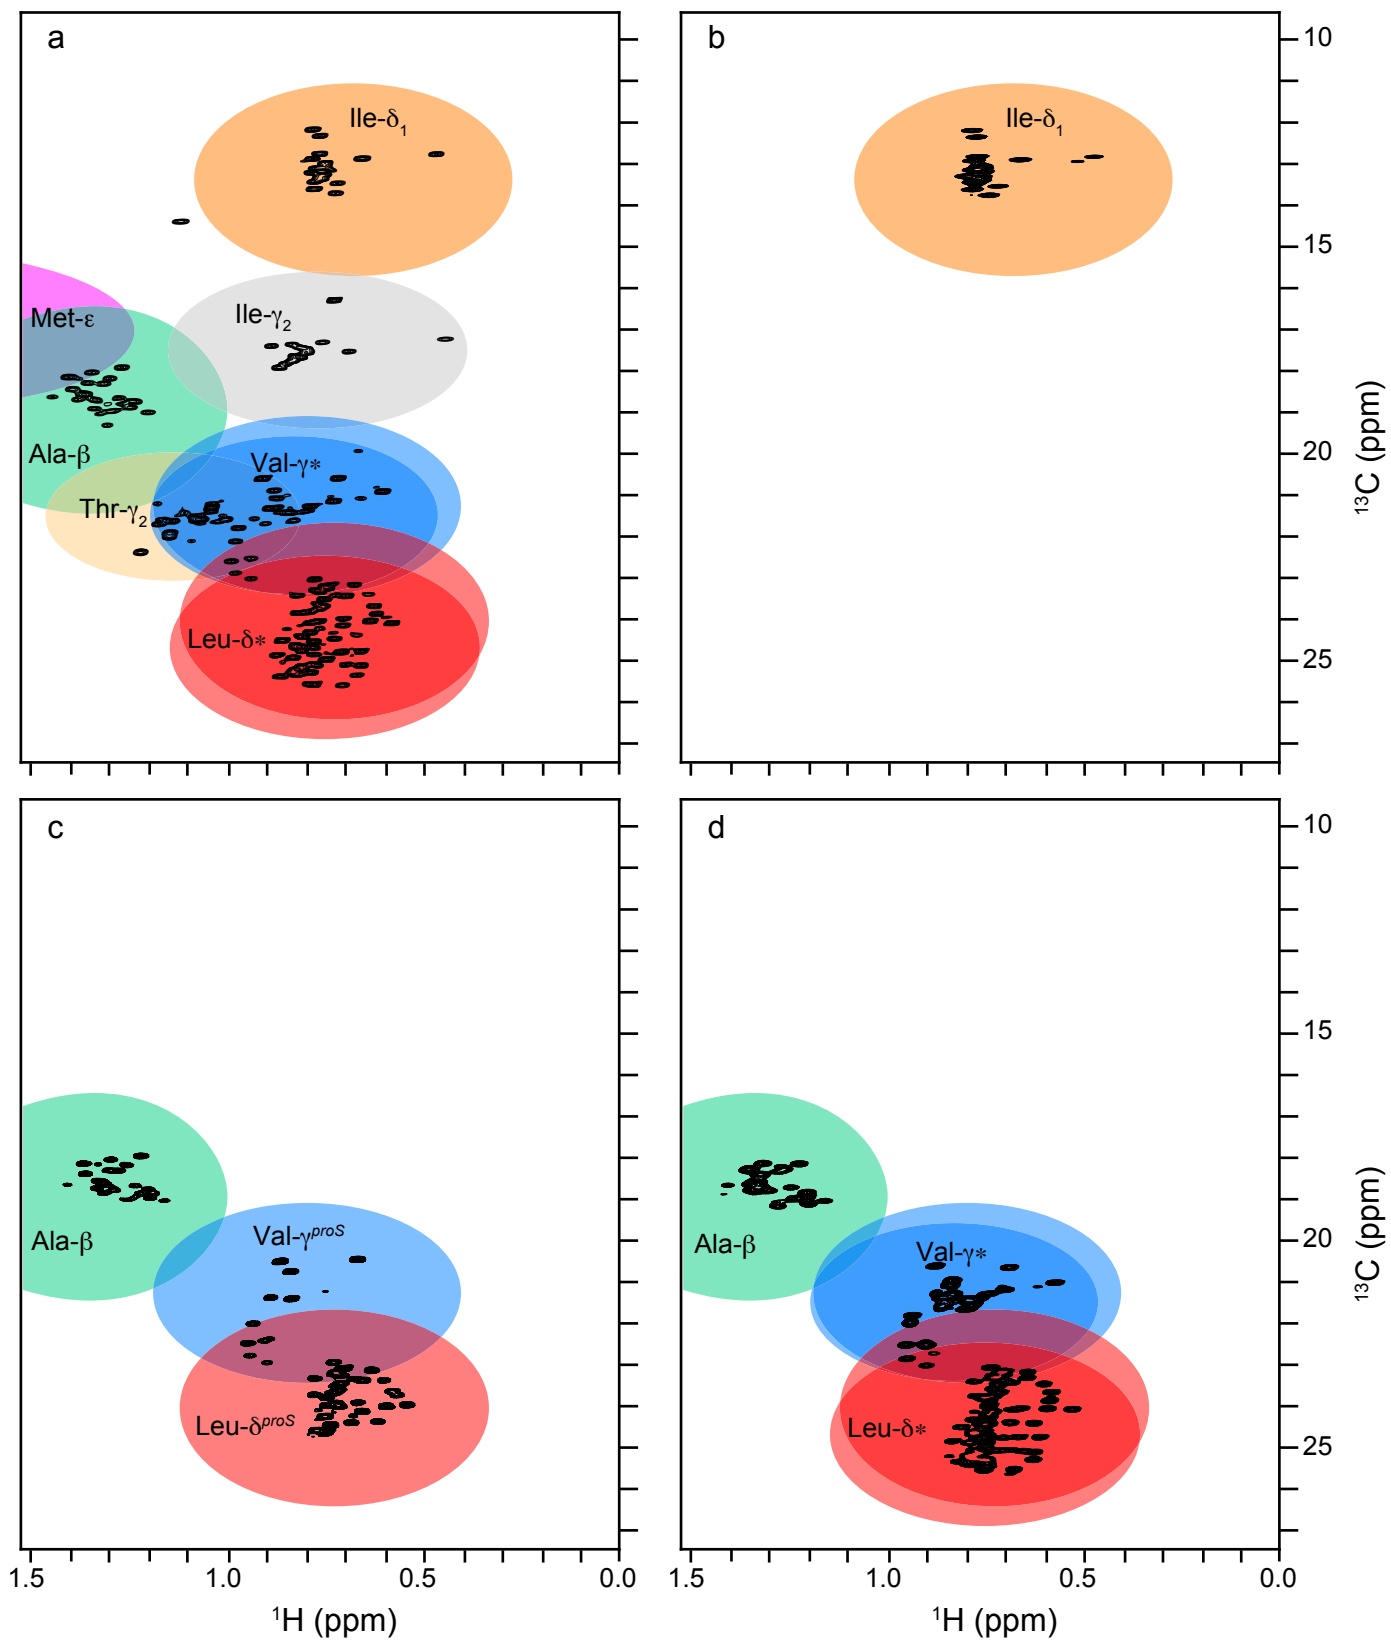 a
Ile-δ₁
Met-ε
Ile-γ₂
Ala-β
Val-γ*
Thr-γ₂
Leu-δ*
b
Ile-δ₁
10
15
20
25
¹³C (ppm)
c
Ala-β
Val-γᵖʳᵒˢ
Leu-δᵖʳᵒˢ
1.5
1.0
0.5
0.0
¹H (ppm)
d
Ala-β
Val-γ*
Leu-δ*
10
15
20
25
¹³C (ppm)
1.5
1.0
0.5
0.0
¹H (ppm)